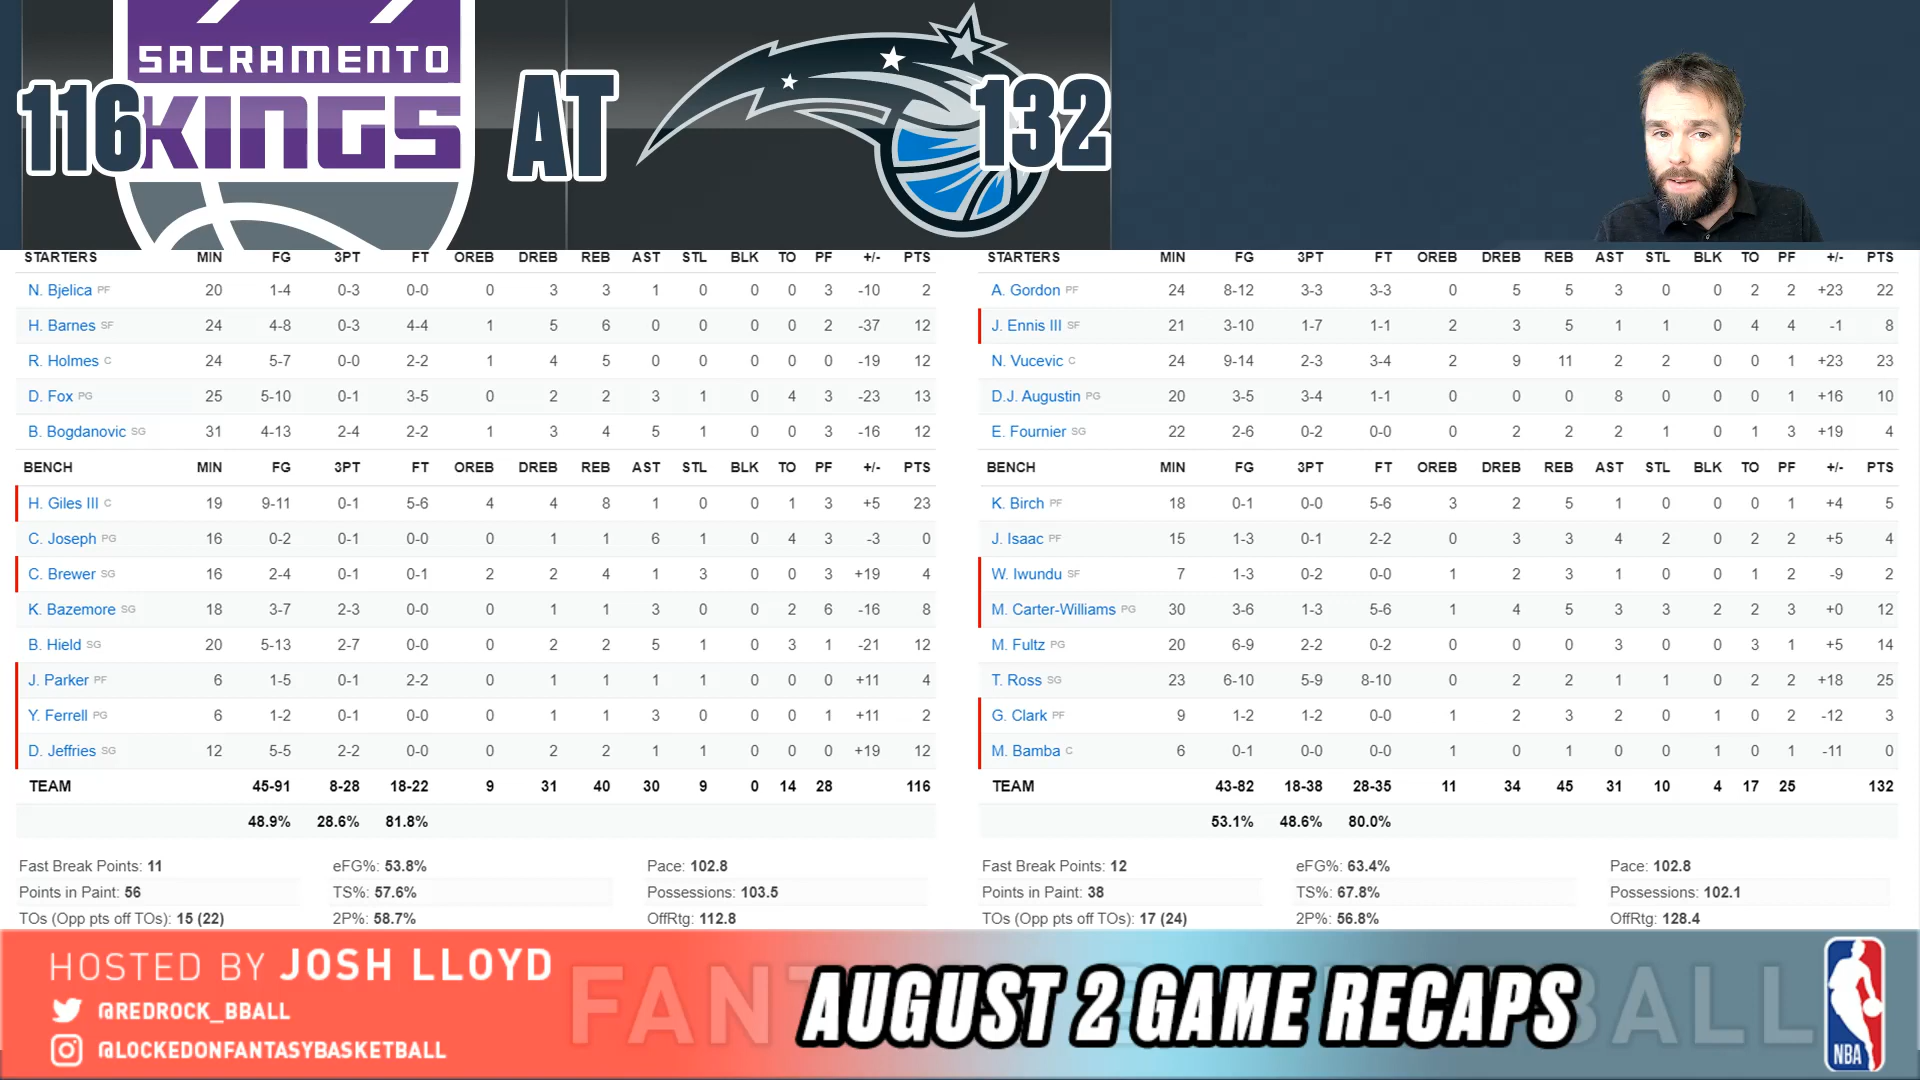 SACRAMENTO
KINGS
116
AT
132
STARTERS MIN FG 3PT FT OREB DREB REB AST STL BLK TO PF +/- PTS
N. Bjelica PF 20 1-4 0-3 0-0 0 3 3 1 0 0 0 3 -10 2
H. Barnes SF 24 4-8 0-3 4-4 1 5 6 0 0 0 0 2 -37 12
R. Holmes C 24 5-7 0-0 2-2 1 4 5 0 0 0 0 0 -19 12
D. Fox PG 25 5-10 0-1 3-5 0 2 2 3 1 0 4 3 -23 13
B. Bogdanovic SG 31 4-13 2-4 2-2 1 3 4 5 1 0 0 3 -16 12
BENCH MIN FG 3PT FT OREB DREB REB AST STL BLK TO PF +/- PTS
H. Giles III C 19 9-11 0-1 5-6 4 4 8 1 0 0 1 3 +5 23
C. Joseph PG 16 0-2 0-1 0-0 0 1 1 6 1 0 4 3 -3 0
C. Brewer SG 16 2-4 0-1 0-1 2 2 4 1 3 0 0 3 +19 4
K. Bazemore SG 18 3-7 2-3 0-0 0 1 1 3 0 0 2 6 -16 8
B. Hield SG 20 5-13 2-7 0-0 0 2 2 5 1 0 3 1 -21 12
J. Parker PF 6 1-5 0-1 2-2 0 1 1 1 1 0 0 0 +11 4
Y. Ferrell PG 6 1-2 0-1 0-0 0 1 1 3 0 0 0 1 +11 2
D. Jeffries SG 12 5-5 2-2 0-0 0 2 2 1 1 0 0 0 +19 12
TEAM 45-91 8-28 18-22 9 31 40 30 9 0 14 28 116
48.9% 28.6% 81.8%
Fast Break Points: 11 eFG%: 53.8% Pace: 102.8
Points in Paint: 56 TS%: 57.6% Possessions: 103.5
TOs (Opp pts off TOs): 15 (22) 2P%: 58.7% OffRtg: 112.8
STARTERS MIN FG 3PT FT OREB DREB REB AST STL BLK TO PF +/- PTS
A. Gordon PF 24 8-12 3-3 3-3 0 5 5 3 0 0 2 2 +23 22
J. Ennis III SF 21 3-10 1-7 1-1 2 3 5 1 1 0 4 4 -1 8
N. Vucevic C 24 9-14 2-3 3-4 2 9 11 2 2 0 0 1 +23 23
D.J. Augustin PG 20 3-5 3-4 1-1 0 0 0 8 0 0 0 1 +16 10
E. Fournier SG 22 2-6 0-2 0-0 0 2 2 2 1 0 1 3 +19 4
BENCH MIN FG 3PT FT OREB DREB REB AST STL BLK TO PF +/- PTS
K. Birch PF 18 0-1 0-0 5-6 3 2 5 1 0 0 0 1 +4 5
J. Isaac PF 15 1-3 0-1 2-2 0 3 3 4 2 0 2 2 +5 4
W. Iwundu SF 7 1-3 0-2 0-0 1 2 3 1 0 0 1 2 -9 2
M. Carter-Williams PG 30 3-6 1-3 5-6 1 4 5 3 3 2 2 3 +0 12
M. Fultz PG 20 6-9 2-2 0-2 0 0 0 3 0 0 3 1 +5 14
T. Ross SG 23 6-10 5-9 8-10 0 2 2 1 1 0 2 2 +18 25
G. Clark PF 9 1-2 1-2 0-0 1 2 3 2 0 1 0 2 -12 3
M. Bamba C 6 0-1 0-0 0-0 1 0 1 0 0 1 0 1 -11 0
TEAM 43-82 18-38 28-35 11 34 45 31 10 4 17 25 132
53.1% 48.6% 80.0%
Fast Break Points: 12 eFG%: 63.4% Pace: 102.8
Points in Paint: 38 TS%: 67.8% Possessions: 102.1
TOs (Opp pts off TOs): 17 (24) 2P%: 56.8% OffRtg: 128.4
HOSTED BY JOSH LLOYD
@REDROCK_BBALL
@LOCKEDONFANTASYBASKETBALL
AUGUST 2 GAME RECAPS
NBA